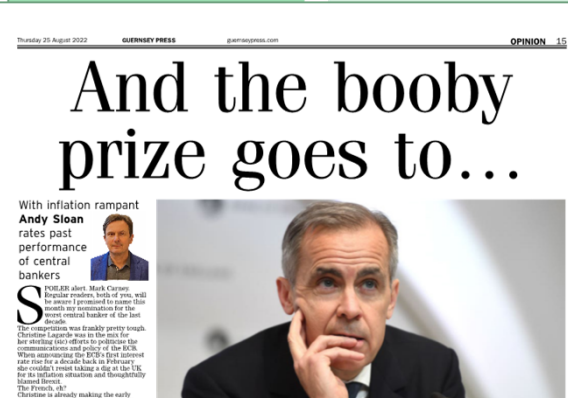 Thursday 25 August 2022 GUERNSEY PRESS guernseypress.com OPINION 15
And the booby
prize goes to...
With inflation rampant
Andy Sloan
rates past
performance
of central
bankers
SPOILER alert. Mark Carney.
Regular readers, both of you, will
be aware I promised to name this
month my nomination for the
worst central banker of the last
decade.
The competition was frankly pretty tough.
Christine Lagarde was in the mix for
her sterling (sic) efforts to politicise the
communications and policy of the ECB.
When announcing the ECB's first interest
rate rise for a decade back in February
she couldn't resist taking a dig at the UK
for its inflation situation and thoughtfully
blamed Brexit.
The French, eh?
Christine is already making the early